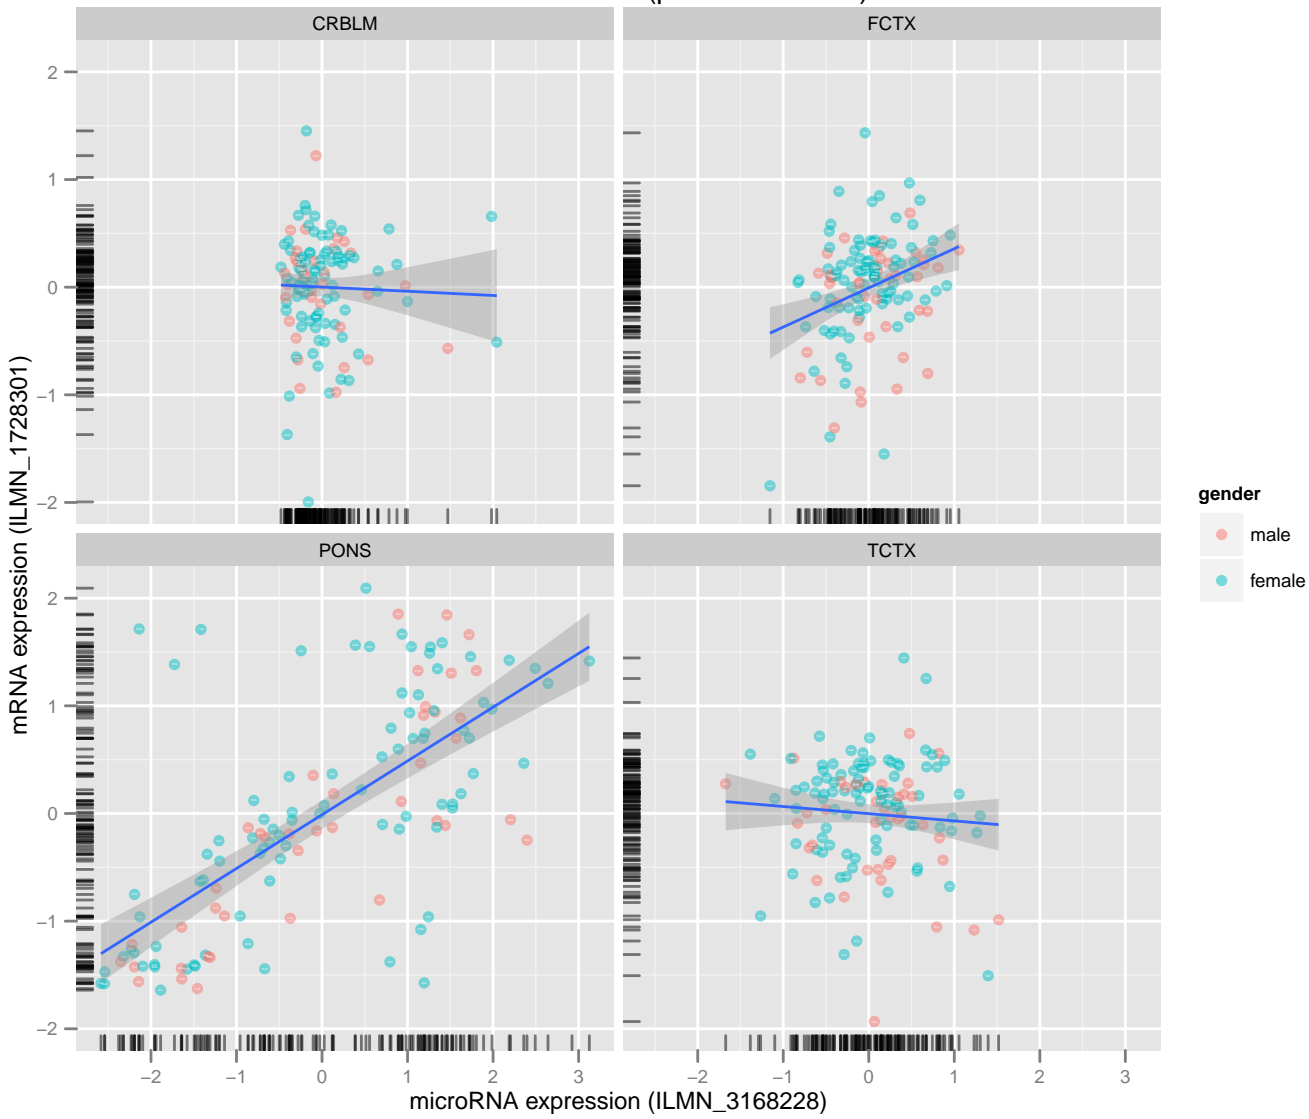 CRBLM
FCTX
2
1
0
−1
−2
PONS
TCTX
2
1
0
−1
−2
−2 −1 0 1 2 3
−2 −1 0 1 2 3
microRNA expression (ILMN_3168228)
mRNA expression (ILMN_1728301)
gender
male
female